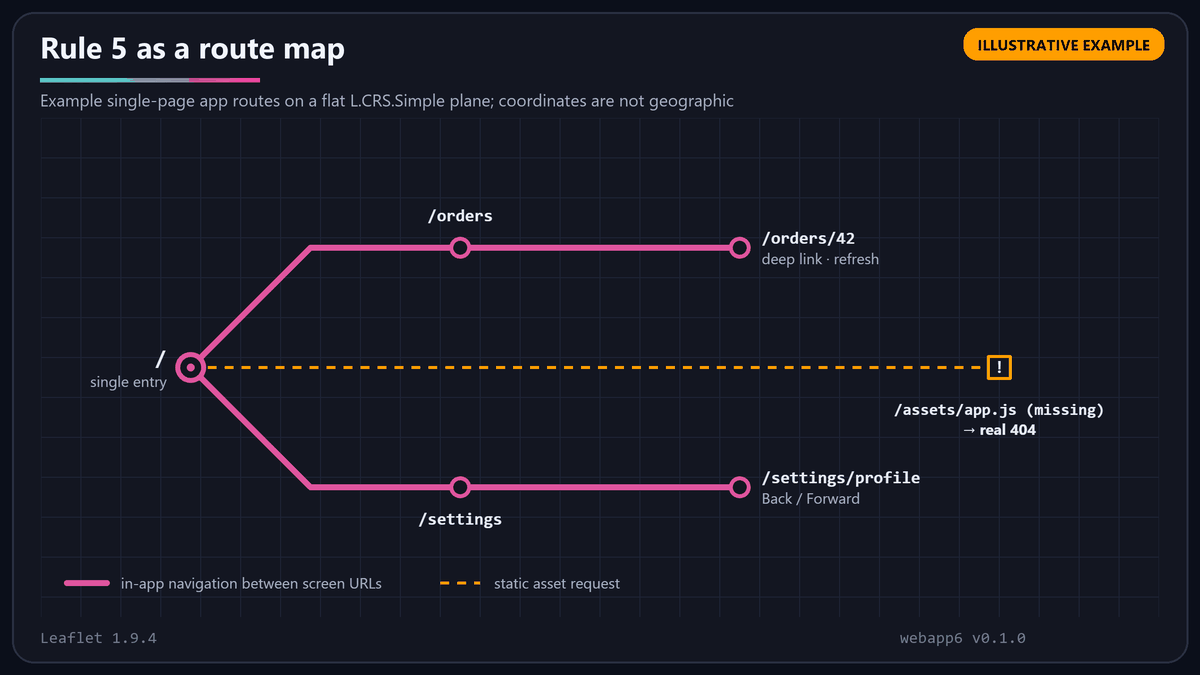 Rule 5 as a route map
ILLUSTRATIVE EXAMPLE
Example single-page app routes on a flat L.CRS.Simple plane; coordinates are not geographic
/orders
/orders/42
deep link · refresh
/
single entry
!
/assets/app.js (missing)
→ real 404
/settings/profile
Back / Forward
/settings
in-app navigation between screen URLs
static asset request
Leaflet 1.9.4
webapp6 v0.1.0